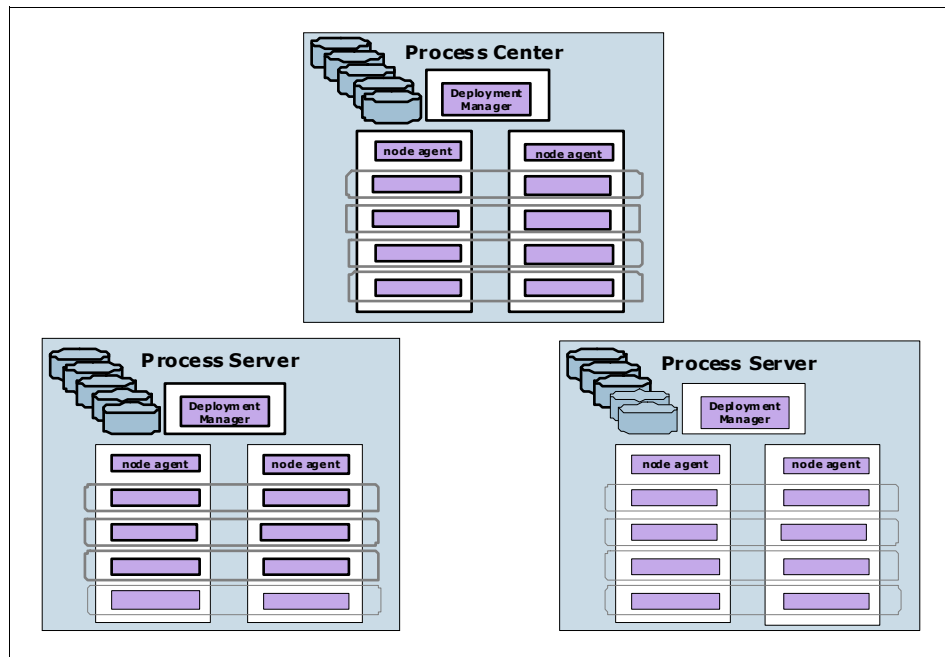 Process Center
Deployment
Manager
node agent
node agent
Process Server
Deployment
Manager
node agent
node agent
Process Server
Deployment
Manager
node agent
node agent